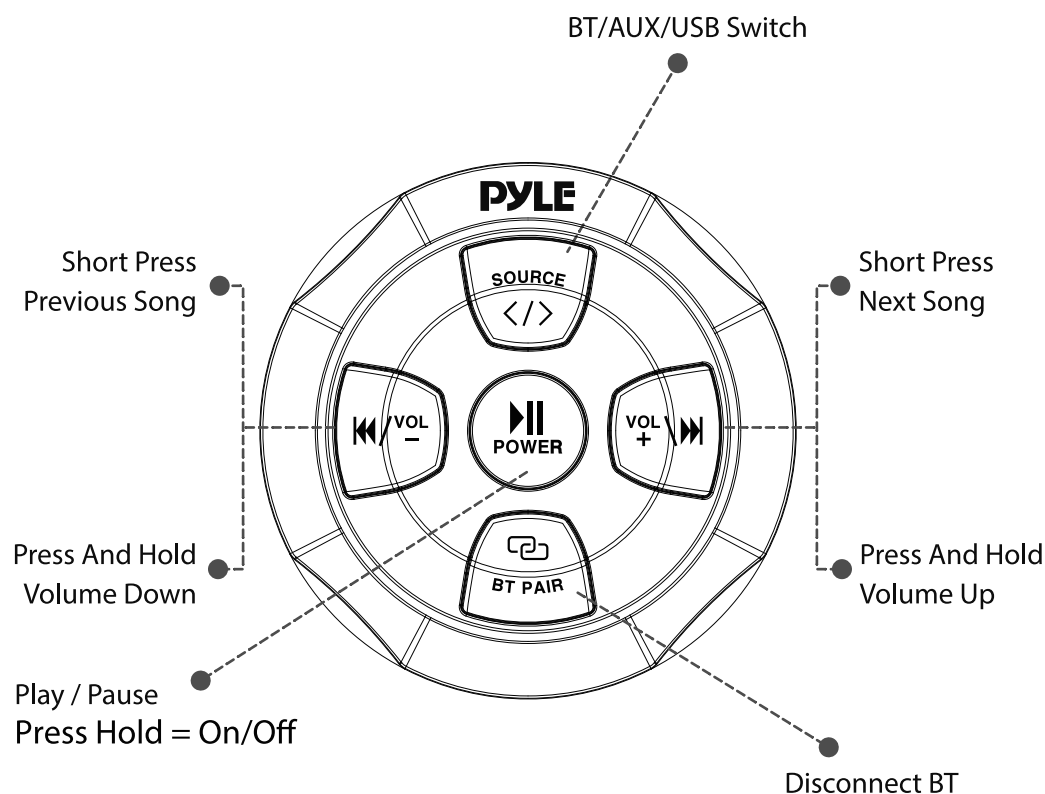 BT/AUX/USB Switch
PYLE
Short Press
Previous Song
SOURCE
Short Press
Next Song
VOL
-
POWER
VOL
+
Press And Hold
Volume Down
BT PAIR
Press And Hold
Volume Up
Play / Pause
Press Hold = On/Off
Disconnect BT